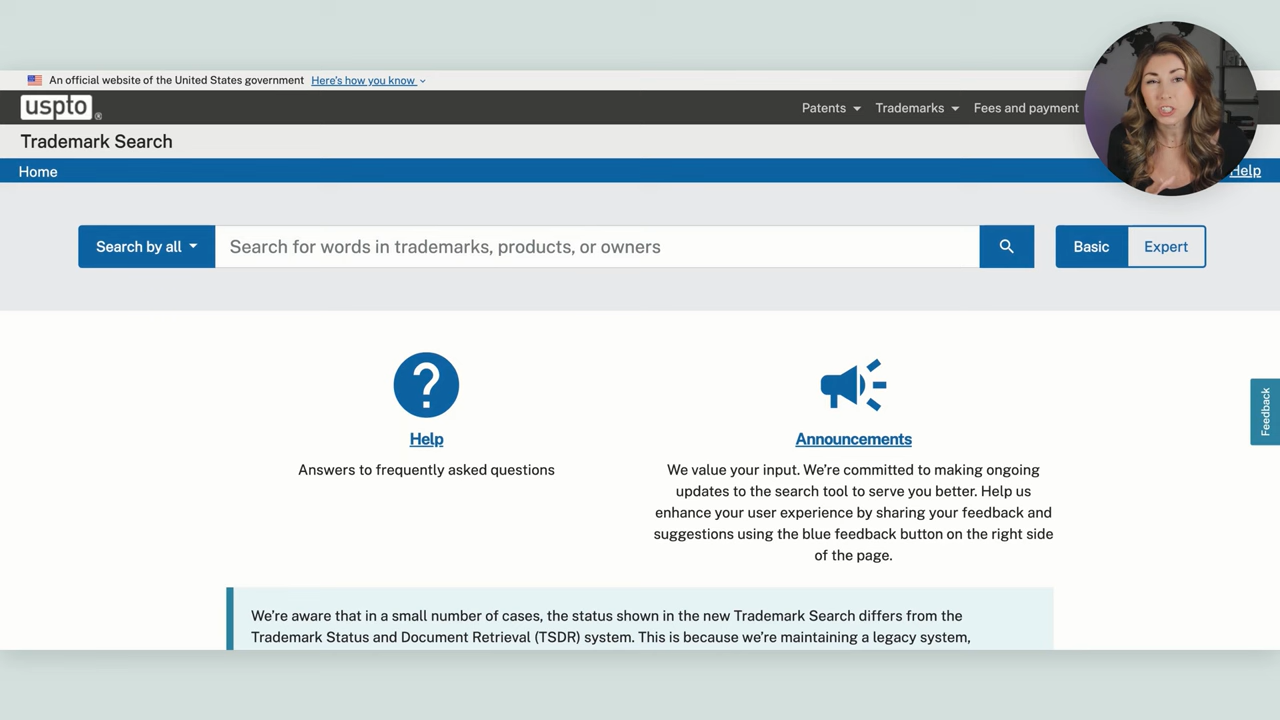 An official website of the United States government Here's how you know
uspto®
Patents Trademarks Fees and payment
Trademark Search
Home Help
Search by all Search for words in trademarks, products, or owners Basic Expert
Help
Answers to frequently asked questions
Announcements
We value your input. We're committed to making ongoing
updates to the search tool to serve you better. Help us
enhance your user experience by sharing your feedback and
suggestions using the blue feedback button on the right side
of the page.
Feedback
We're aware that in a small number of cases, the status shown in the new Trademark Search differs from the
Trademark Status and Document Retrieval (TSDR) system. This is because we're maintaining a legacy system,